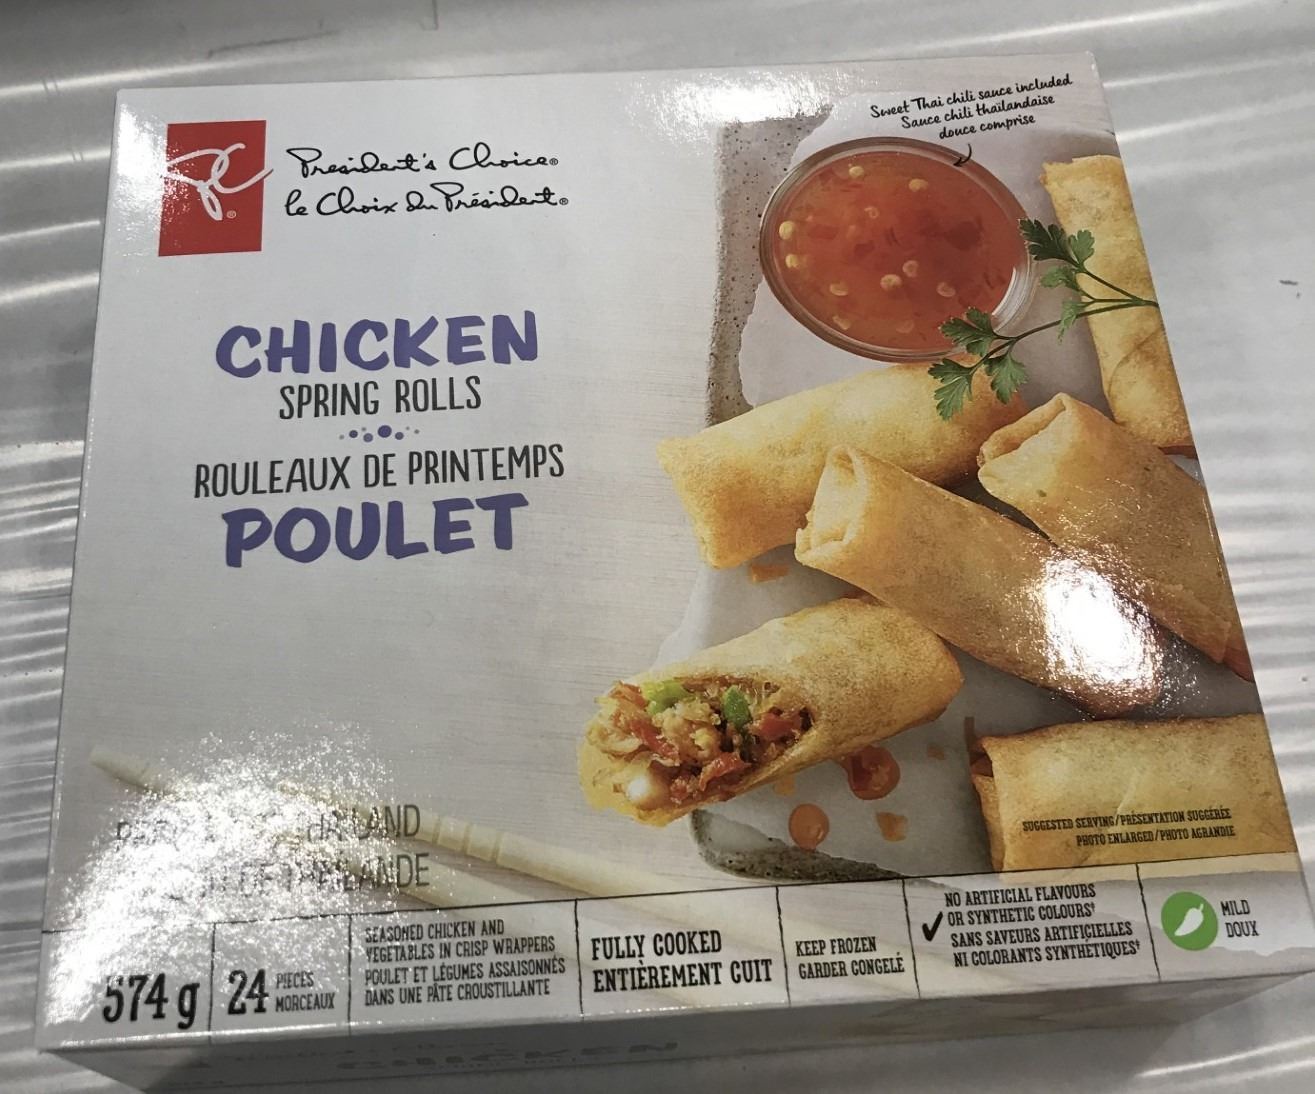 Sweet Thai chili sauce included
Sauce chili thaïlandaise
douce comprise
PC®
President's Choice®
le Choix du Président®
CHICKEN
SPRING ROLLS
ROULEAUX DE PRINTEMPS
POULET
SUGGESTED SERVING/PRÉSENTATION SUGGÉRÉE
PHOTO ENLARGED/PHOTO AGRANDIE
574 g
24 PIECES
MORCEAUX
SEASONED CHICKEN AND
VEGETABLES IN CRISP WRAPPERS
POULET ET LÉGUMES ASSAISONNÉS
DANS UNE PÂTE CROUSTILLANTE
FULLY COOKED
ENTIÈREMENT CUIT
KEEP FROZEN
GARDER CONGELÉ
NO ARTIFICIAL FLAVOURS
OR SYNTHETIC COLOURS†
SANS SAVEURS ARTIFICIELLES
NI COLORANTS SYNTHÉTIQUES†
MILD
DOUX
CHICKEN